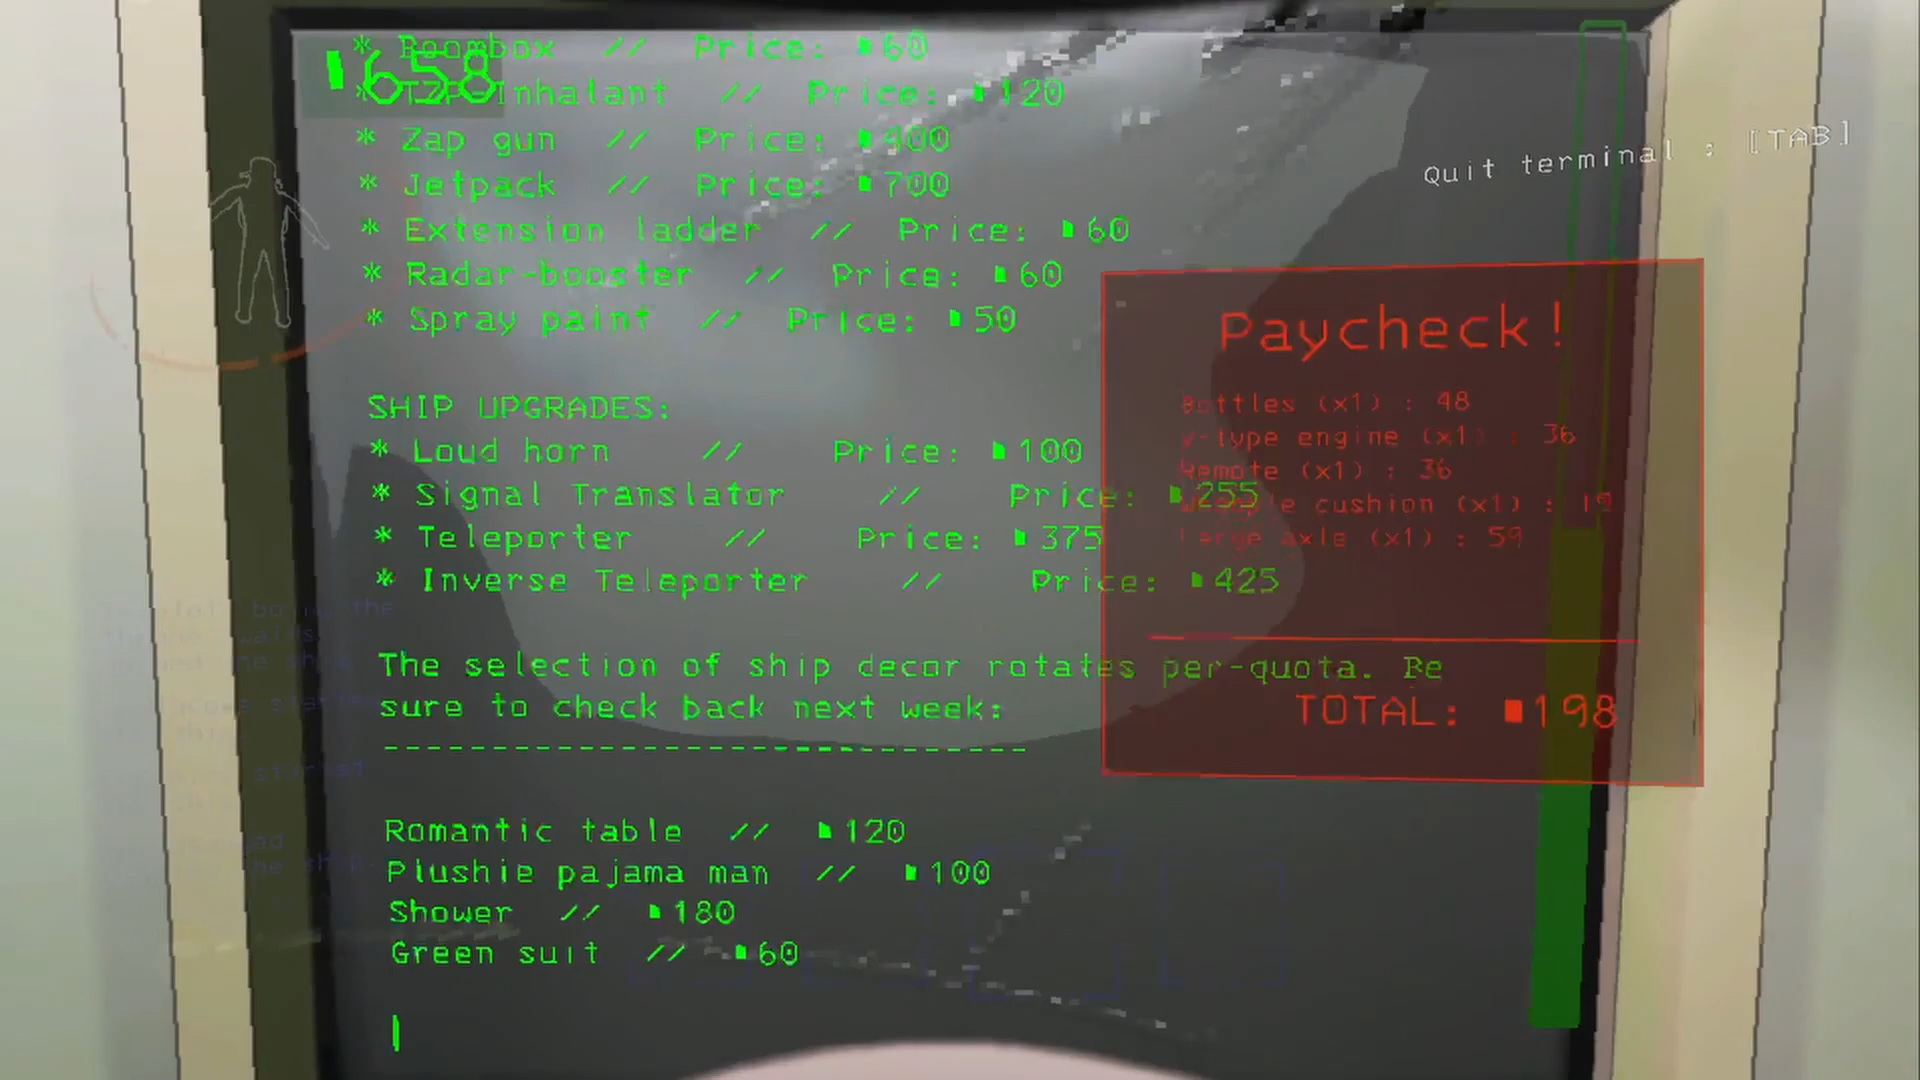 * Boombox // Price: ▮60
▮658
* TZP-Inhalant // Price: ▮120
* Zap gun // Price: ▮400
* Jetpack // Price: ▮700
Quit terminal : [TAB]
* Extension ladder // Price: ▮60
* Radar-booster // Price: ▮60
* Spray paint // Price: ▮50
SHIP UPGRADES:
* Loud horn // Price: ▮100
* Signal Translator // Price: ▮255
* Teleporter // Price: ▮375
* Inverse Teleporter // Price: ▮425
The selection of ship decor rotates per-quota. Be
sure to check back next week:
------------------------------
Romantic table // ▮120
Plushie pajama man // ▮100
Shower // ▮180
Green suit // ▮60
Paycheck!
Bottles (x1) : 48
V-type engine (x1) : 36
Remote (x1) : 36
cushion (x1) : 19
Large axle (x1) : 59
TOTAL: ▮198